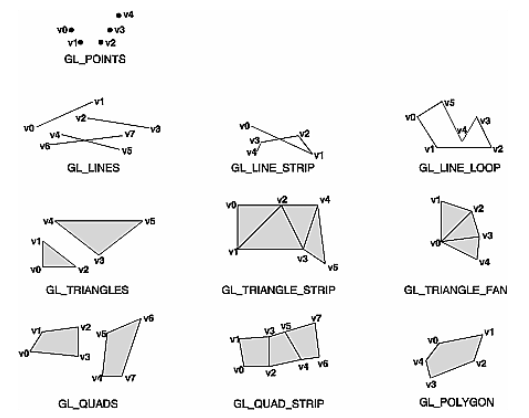 v4
v0 v3
v1 v2
GL_POINTS
v1
v2
v0 v3
v4 v7
v6 v5
GL_LINES
v0
v3 v2
v4 v1
GL_LINE_STRIP
v5
v0 v3
v4
v1 v2
GL_LINE_LOOP
v4 v5
v1
v3
v0 v2
GL_TRIANGLES
v0 v2 v4
v1 v3
v5
GL_TRIANGLE_STRIP
v1
v2
v0 v3
v4
GL_TRIANGLE_FAN
v6
v1 v2 v5
v0 v3
v4 v7
GL_QUADS
v7
v1 v3 v5
v0 v2 v4 v6
GL_QUAD_STRIP
v0 v1
v4 v2
v3
GL_POLYGON